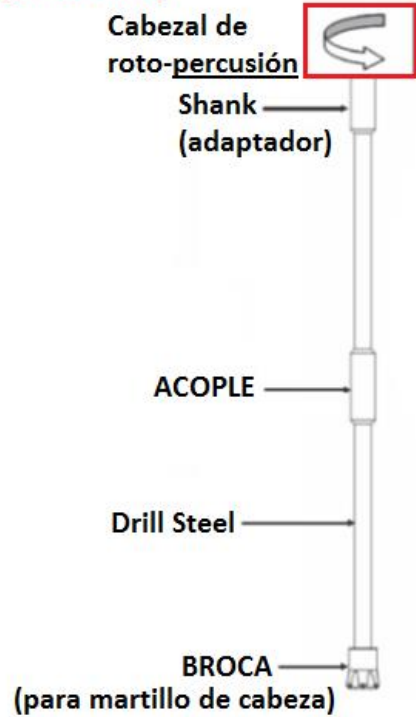 Cabezal de
roto-percusión
Shank
(adaptador)
ACOPLE
Drill Steel
BROCA
(para martillo de cabeza)